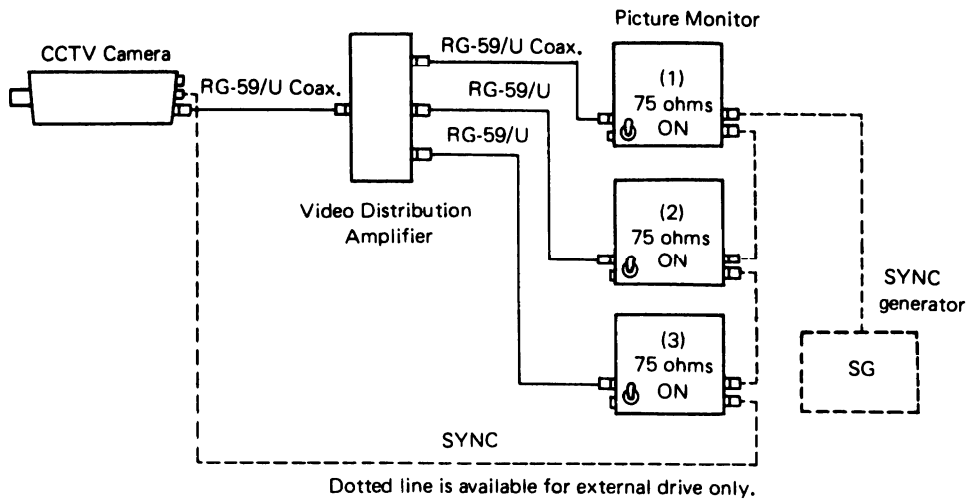 Picture Monitor
CCTV Camera
RG-59/U Coax.
RG-59/U Coax.
RG-59/U
RG-59/U
Video Distribution
Amplifier
(1)
75 ohms
ON
(2)
75 ohms
ON
(3)
75 ohms
ON
SYNC
generator
SG
SYNC
Dotted line is available for external drive only.